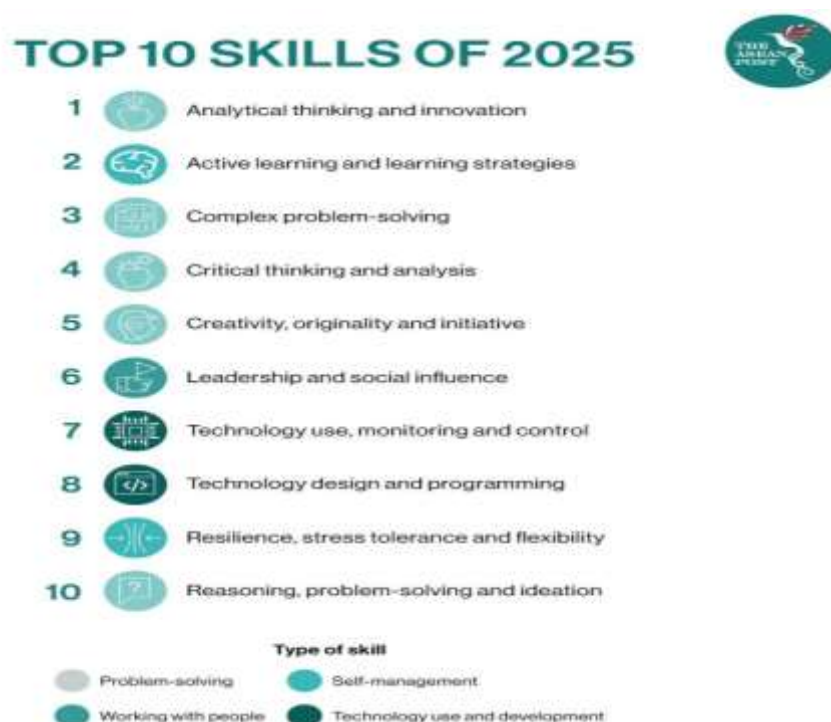 TOP 10 SKILLS OF 2025
THE
ASEAN
POST
1 Analytical thinking and innovation
2 Active learning and learning strategies
3 Complex problem-solving
4 Critical thinking and analysis
5 Creativity, originality and initiative
6 Leadership and social influence
7 Technology use, monitoring and control
8 </> Technology design and programming
9 Resilience, stress tolerance and flexibility
10 ? Reasoning, problem-solving and ideation
Type of skill
Problem-solving Self-management
Working with people Technology use and development